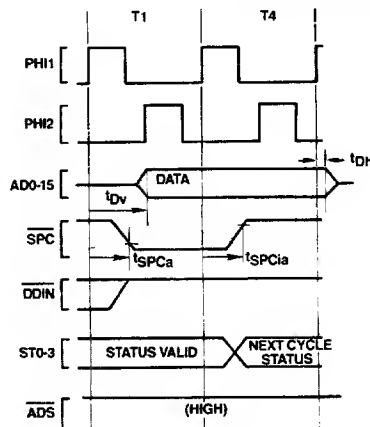 T1 T4
PHI1
PHI2
tDh
AD0-15 DATA
tDv
SPC
tSPCa tSPCia
DDIN
ST0-3 STATUS VALID NEXT CYCLE
STATUS
ADS (HIGH)